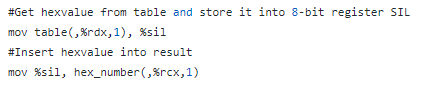 #Get hexvalue from table and store it into 8-bit register SIL
mov table(,%rdx,1), %sil
#Insert hexvalue into result
mov %sil, hex_number(,%rcx,1)